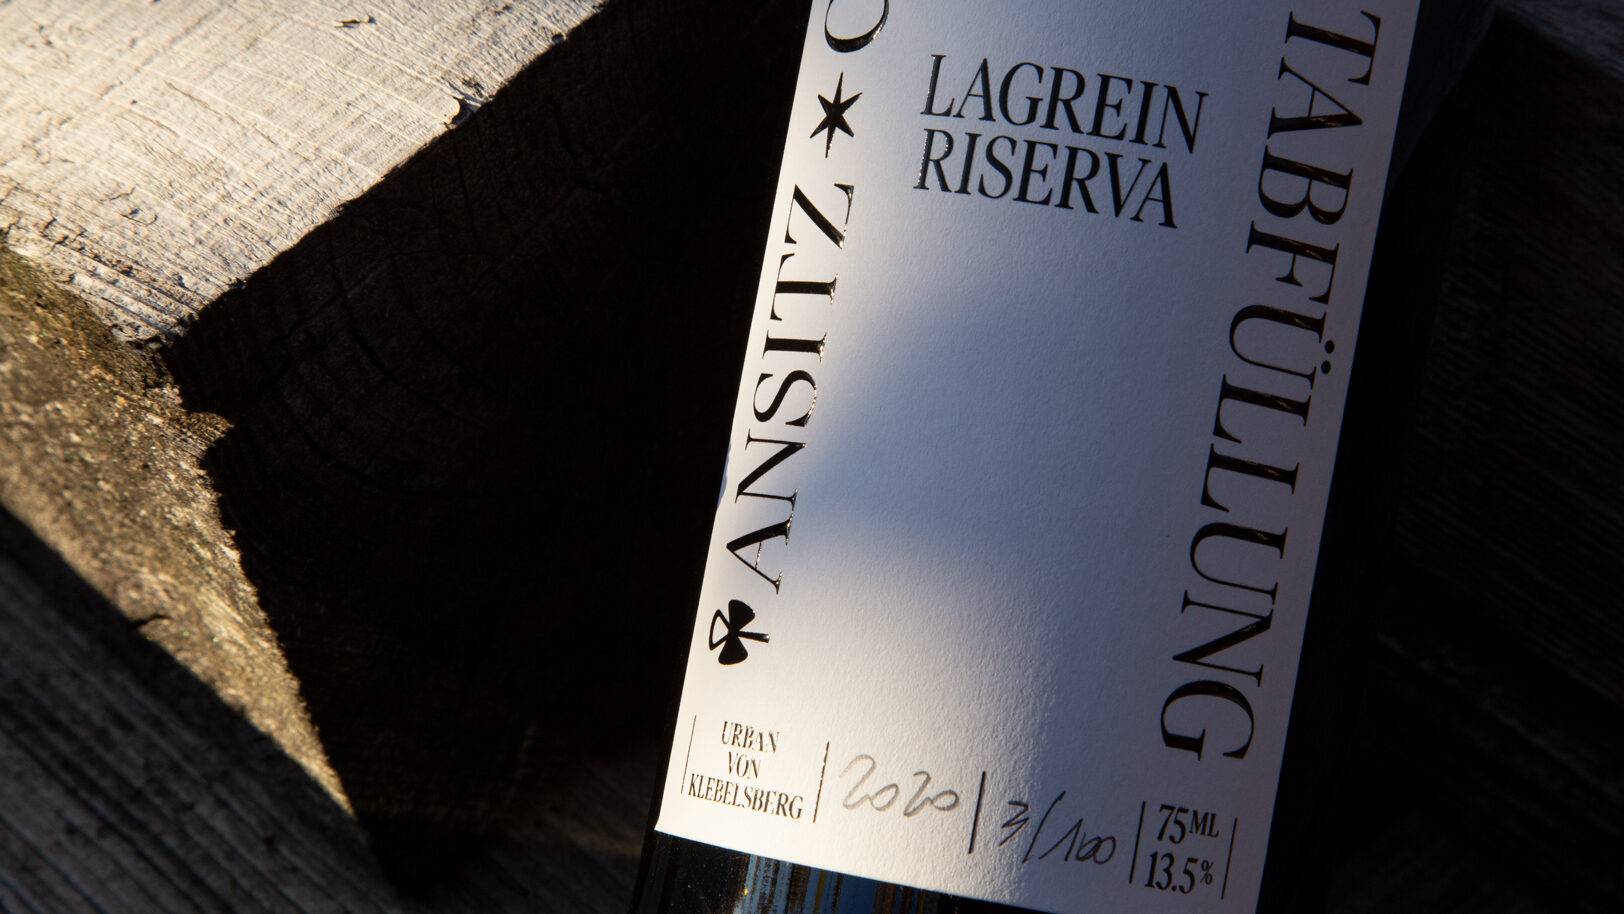 LAGREIN
RISERVA
ANSITZ
TABFÜLLUNG
URBAN
VON
KLEBELSBERG
2020
3/100
75 ML
13.5%